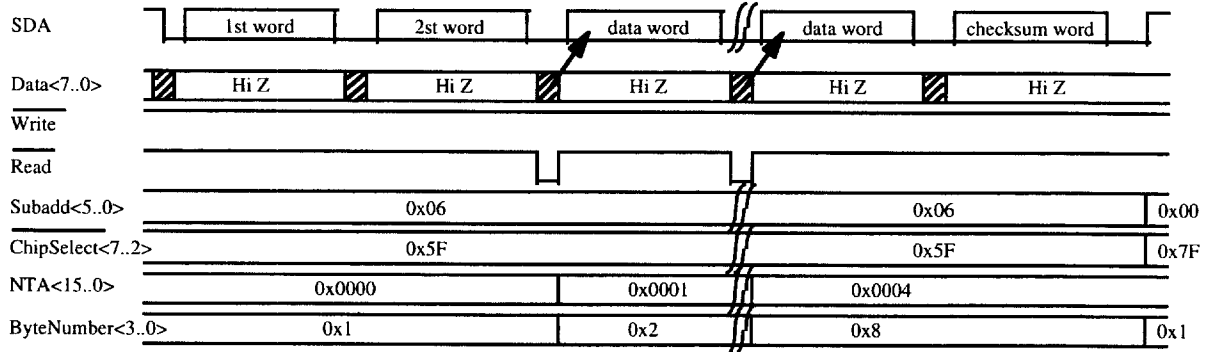 SDA 1st word 2st word data word data word checksum word
Data<7..0> Hi Z Hi Z Hi Z Hi Z Hi Z
Write
Read
Subadd<5..0> 0x06 0x06 0x00
ChipSelect<7..2> 0x5F 0x5F 0x7F
NTA<15..0> 0x0000 0x0001 0x0004
ByteNumber<3..0> 0x1 0x2 0x8 0x1